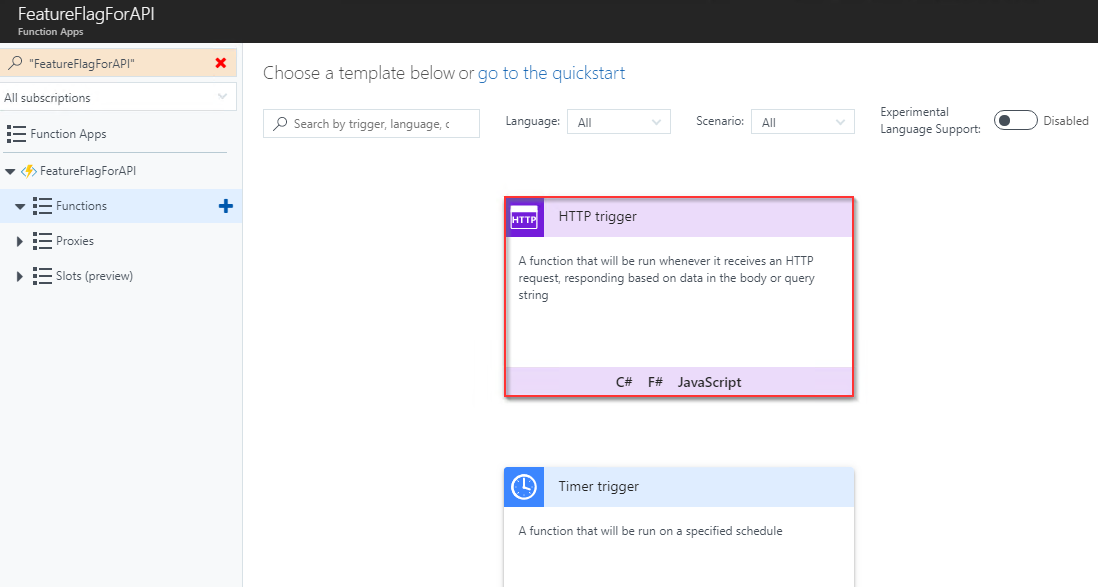 FeatureFlagForAPI
Function Apps
"FeatureFlagForAPI"
All subscriptions
Function Apps
FeatureFlagForAPI
Functions
Proxies
Slots (preview)
Choose a template below or go to the quickstart
Search by trigger, language, c
Language:
All
Scenario:
All
Experimental
Language Support:
Disabled
HTTP
HTTP trigger
A function that will be run whenever it receives an HTTP
request, responding based on data in the body or query
string
C# F# JavaScript
Timer trigger
A function that will be run on a specified schedule